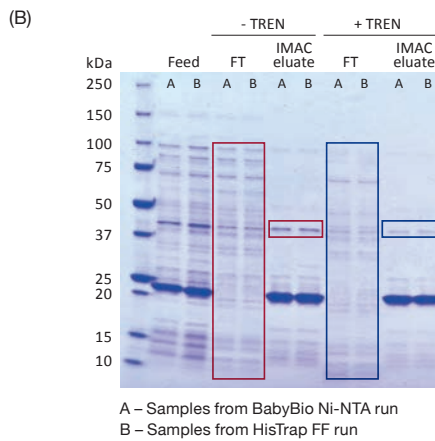 (B)
- TREN + TREN
kDa Feed FT IMAC eluate FT IMAC eluate
A B A B A B A B A B
250
150
100
75
50
37
25
20
15
10
A – Samples from BabyBio Ni-NTA run
B – Samples from HisTrap FF run